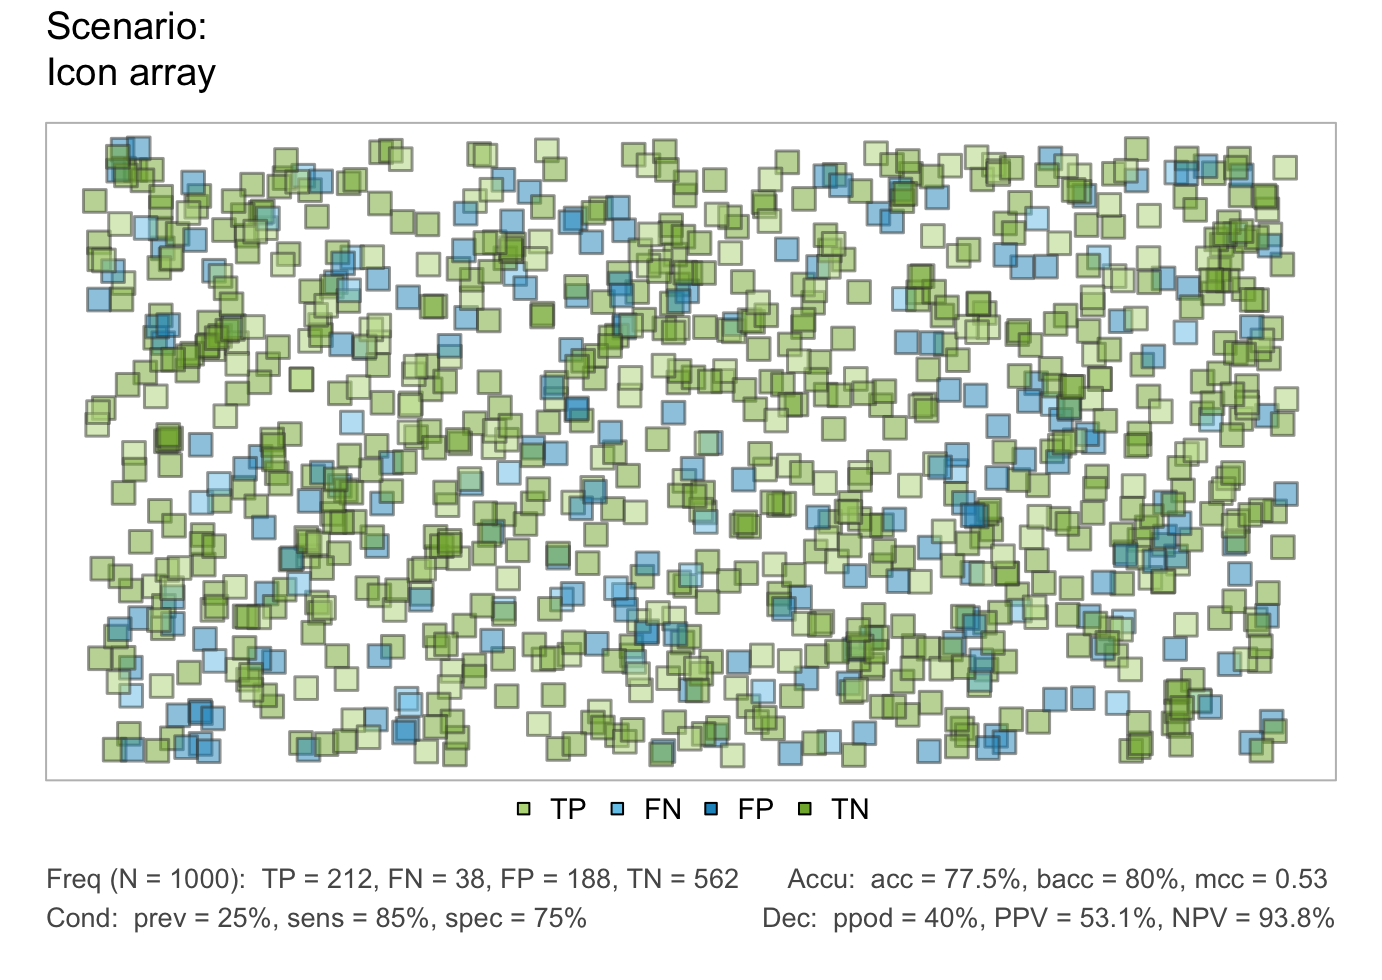 Scenario:
Icon array
TP FN FP TN
Freq (N = 1000): TP = 212, FN = 38, FP = 188, TN = 562 Accu: acc = 77.5%, bacc = 80%, mcc = 0.53
Cond: prev = 25%, sens = 85%, spec = 75% Dec: ppod = 40%, PPV = 53.1%, NPV = 93.8%